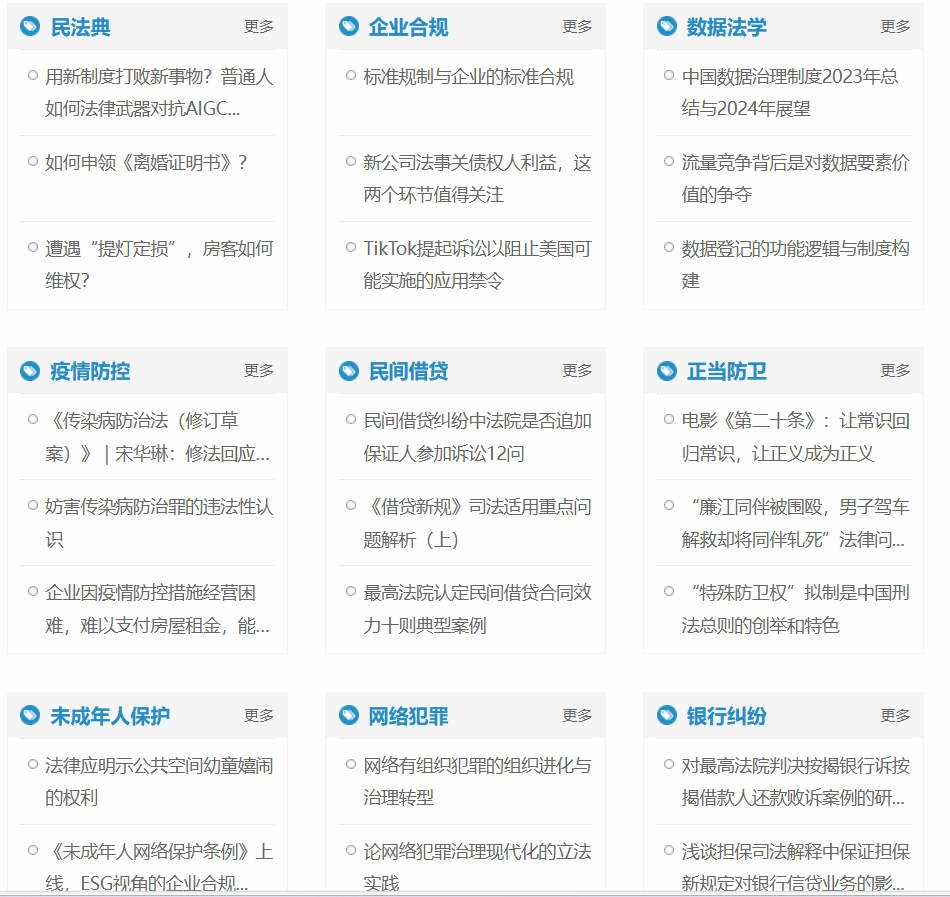 民法典 更多
用新制度打败新事物？普通人
如何法律武器对抗AIGC...
如何申领《离婚证明书》？
遭遇“提灯定损”，房客如何
维权？
企业合规 更多
标准规制与企业的标准合规
新公司法事关债权人利益，这
两个环节值得关注
TikTok提起诉讼以阻止美国可
能实施的应用禁令
数据法学 更多
中国数据治理制度2023年总
结与2024年展望
流量竞争背后是对数据要素价
值的争夺
数据登记的功能逻辑与制度构
建
疫情防控 更多
《传染病防治法（修订草
案）》 | 宋华琳：修法回应...
妨害传染病防治罪的违法性认
识
企业因疫情防控措施经营困
难，难以支付房屋租金，能...
民间借贷 更多
民间借贷纠纷中法院是否追加
保证人参加诉讼12问
《借贷新规》司法适用重点问
题解析（上）
最高法院认定民间借贷合同效
力十则典型案例
正当防卫 更多
电影《第二十条》：让常识回
归常识，让正义成为正义
“廉江同伴被围殴，男子驾车
解救却将同伴轧死”法律问...
“特殊防卫权”拟制是中国刑
法总则的创举和特色
未成年人保护 更多
法律应明示公共空间幼童嬉闹
的权利
《未成年人网络保护条例》上
线，ESG视角的企业合规...
网络犯罪 更多
网络有组织犯罪的组织进化与
治理转型
论网络犯罪治理现代化的立法
实践
银行纠纷 更多
对最高法院判决按揭银行诉按
揭借款人还款败诉案例的研...
浅谈担保司法解释中保证担保
新规定对银行信贷业务的影...